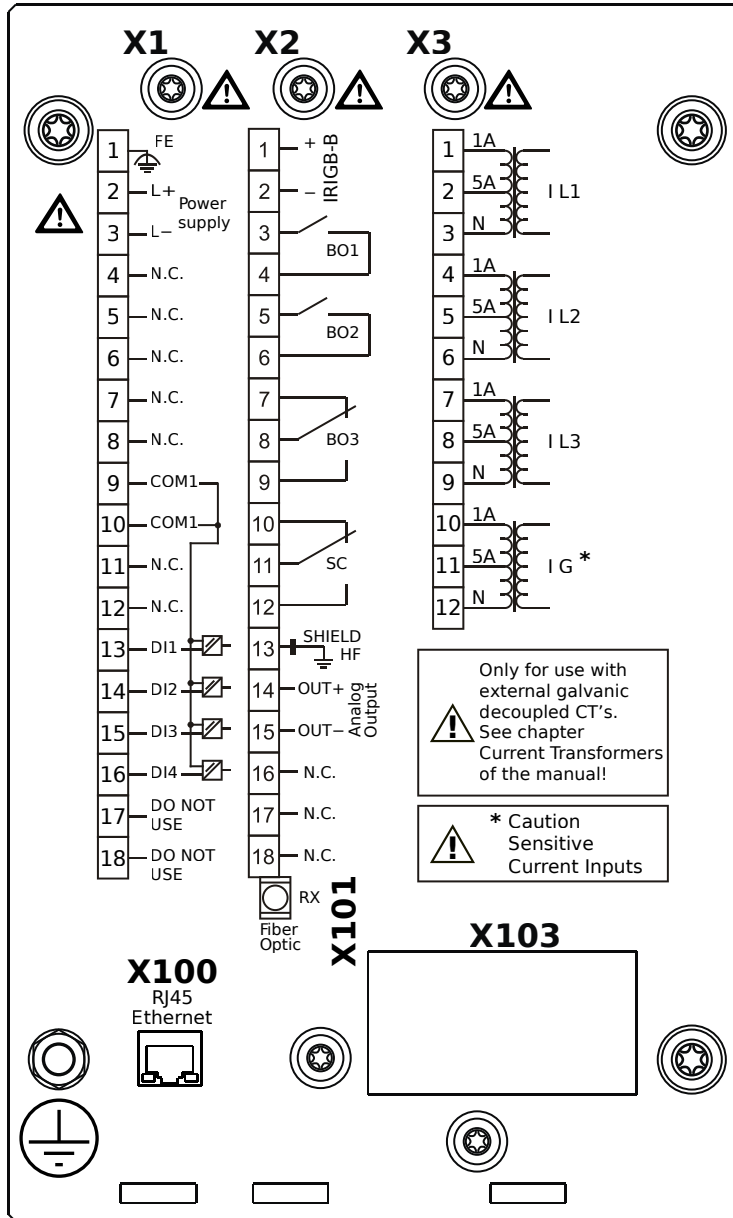 X1
X2
X3
1 FE
2 L+
Power
supply
3 L−
4 N.C.
5 N.C.
6 N.C.
7 N.C.
8 N.C.
9 COM1
10 COM1
11 N.C.
12 N.C.
13 DI1
14 DI2
15 DI3
16 DI4
17 DO NOT
USE
18 DO NOT
USE
1 +
2 −
IRIGB-B
3
BO1
4
5
BO2
6
7
8 BO3
9
10
11 SC
12
13 SHIELD
HF
14 OUT+
15 OUT−
Analog
Output
16 N.C.
17 N.C.
18 N.C.
RX
Fiber
Optic
X101
1 1A
2 5A I L1
3 N
4 1A
5 5A I L2
6 N
7 1A
8 5A I L3
9 N
10 1A
11 5A I G *
12 N
! Only for use with
external galvanic
decoupled CT's.
See chapter
Current Transformers
of the manual!
! * Caution
Sensitive
Current Inputs
X103
X100
RJ45
Ethernet